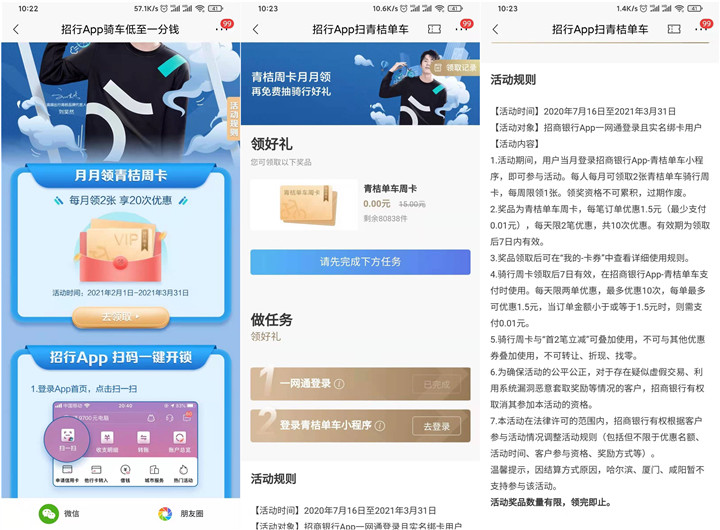 10:22
57.1K/s
41
招行App骑车低至一分钱
99
刘昊然
活动规则
月月领青桔周卡
每月领2张 享20次优惠
VIP
活动时间：2021年2月1日-2021年3月31日
去领取
招行App 扫码一键开锁
1.登录App首页，点击扫一扫
中国移动
20:40
9700元电脑
扫一扫
收支明细
转账
账户总览
申请信用卡
他行卡转入
借钱
城市服务
热门活动
微信
朋友圈
10:23
10.6K/s
41
招行App扫青桔单车
99
青桔周卡月月领
再免费抽骑行好礼
领取记录
领好礼
您可领取以下奖品
青桔单车周卡
青桔单车周卡
0.00元 15.00元
剩余80838件
请先完成下方任务
做任务
领好礼
1 一网通登录
已完成
2 登录青桔单车小程序
去登录
活动规则
【活动时间】2020年7月16日至2021年3月31日
【活动对象】招商银行App一网通登录且实名绑卡用户
10:23
1.4K/s
41
招行App扫青桔单车
99
活动规则
【活动时间】2020年7月16日至2021年3月31日
【活动对象】招商银行App一网通登录且实名绑卡用户
【活动内容】
1.活动期间，用户当月登录招商银行App-青桔单车小程
序，即可参与活动。每人每月可领取2张青桔单车骑行周
卡，每周限领1张。领奖资格不可累积，过期作废。
2.奖品为青桔单车周卡，每笔订单优惠1.5元（最少支付
0.01元），每天限2笔优惠，共10次优惠。有效期为领取
后7日内有效。
3.奖品领取后可在“我的-卡券”中查看详细使用规则。
4.骑行周卡领取后7日有效，在招商银行App-青桔单车支
付时使用。每天限两单优惠，最多优惠10次，每单最多
可优惠1.5元，当订单金额小于或等于1.5元时，则需支
付0.01元。
5.骑行周卡与“首2笔立减”可叠加使用，不可与其他优惠
券叠加使用，不可转让、折现、找零。
6.为确保活动的公平公正，对于存在疑似虚假交易、利
用系统漏洞恶意套取奖励等情况的客户，招商银行有权
取消其参加本活动的资格。
7.本活动在法律许可的范围内，招商银行有权根据客户
参与活动情况调整活动规则（包括但不限于优惠名额、
活动时间、客户参与资格、奖励方式等）。
温馨提示，因结算方式原因，哈尔滨、厦门、咸阳暂不
支持参与该活动。
活动奖品数量有限，领完即止。